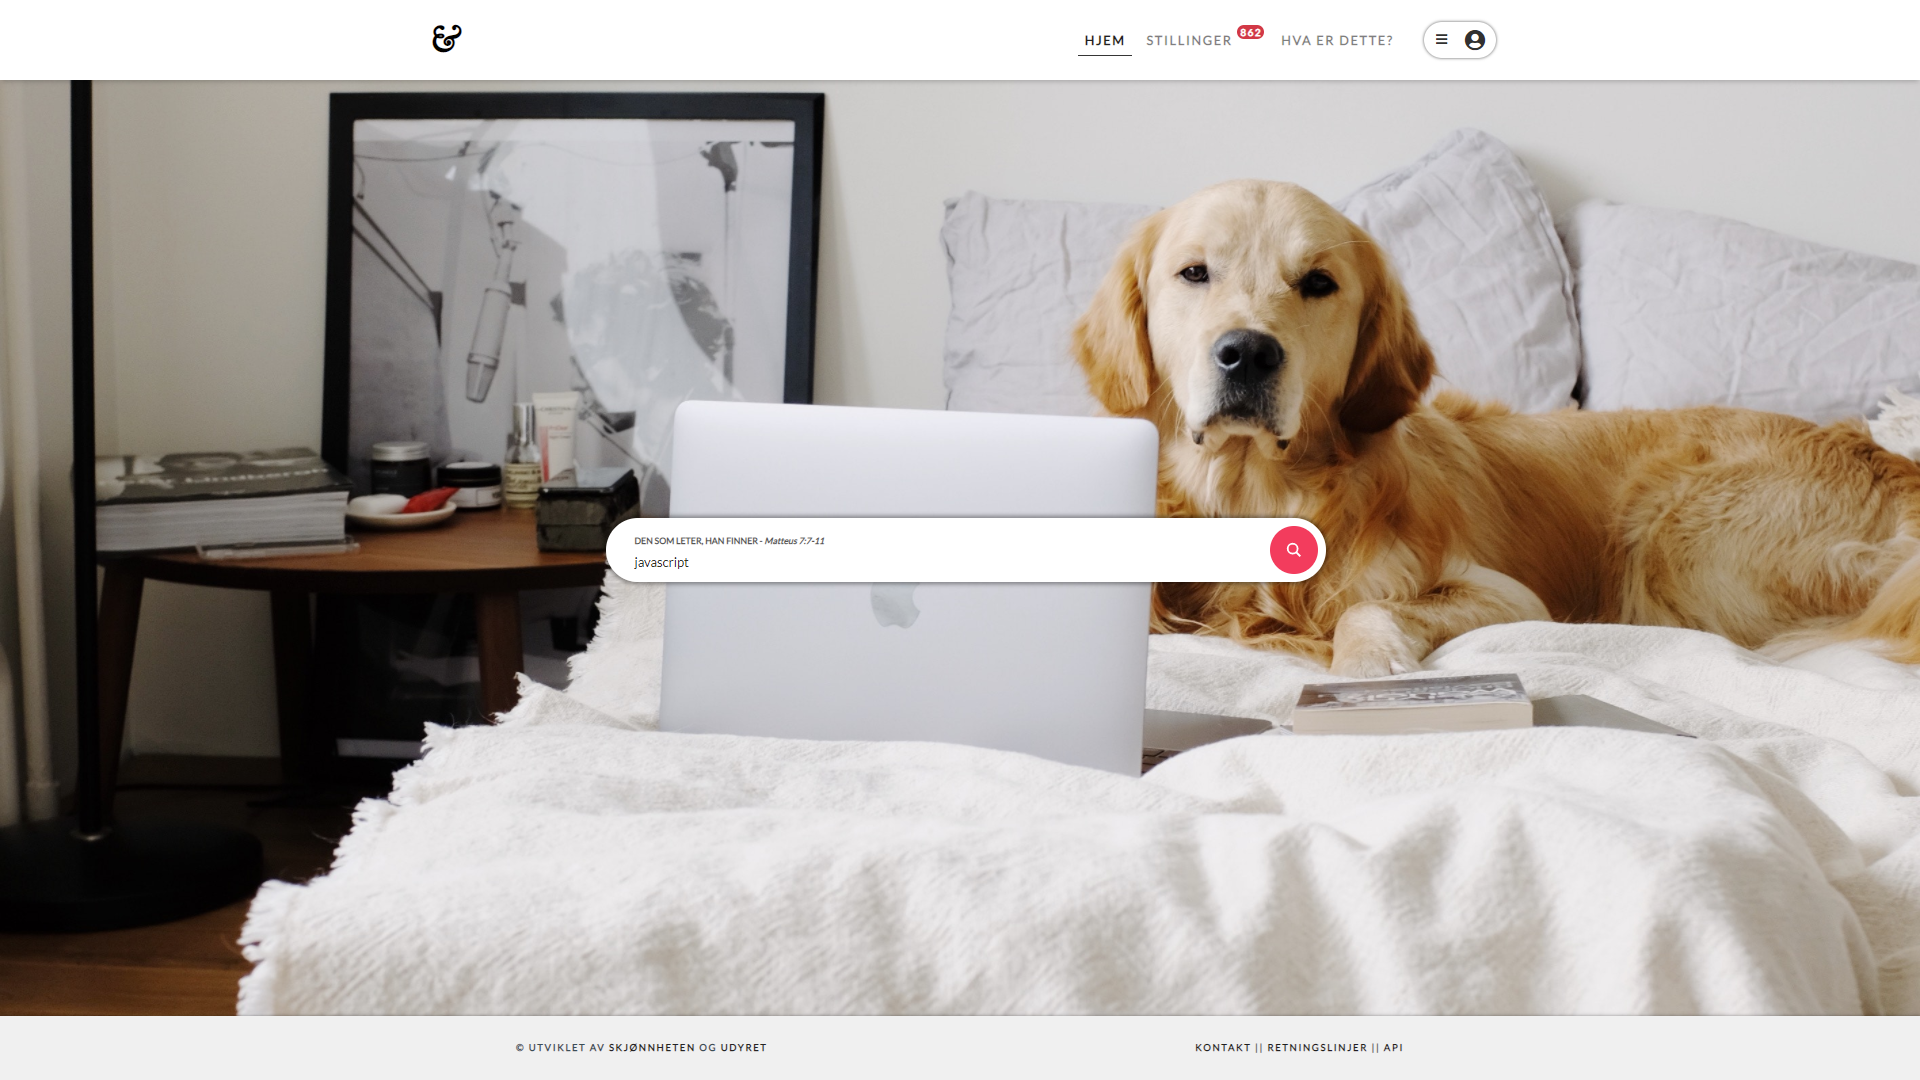 &
HJEM
STILLINGER 862
HVA ER DETTE?
DEN SOM LETER, HAN FINNER - Matteus 7:7-11
javascript
© UTVIKLET AV SKJØNNHETEN OG UDYRET
KONTAKT || RETNINGSLINJER || API